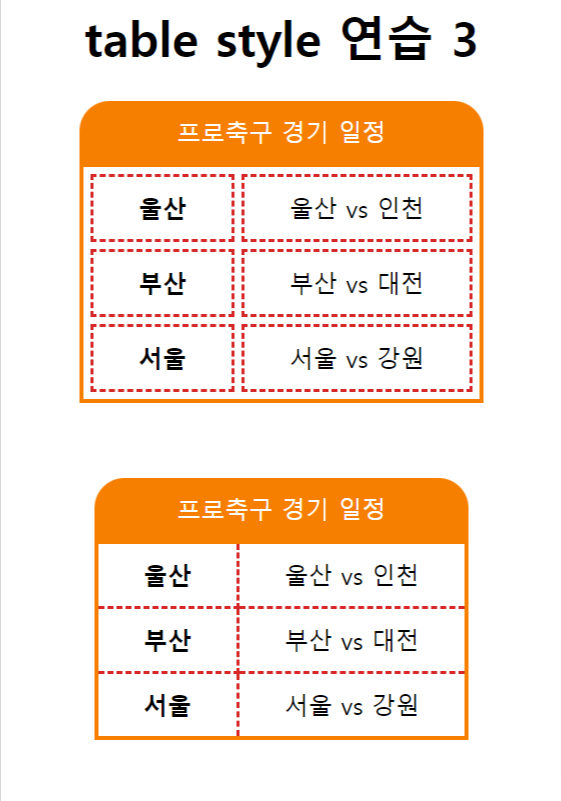 table style 연습 3
프로축구 경기 일정
울산 울산 vs 인천
부산 부산 vs 대전
서울 서울 vs 강원
프로축구 경기 일정
울산 울산 vs 인천
부산 부산 vs 대전
서울 서울 vs 강원